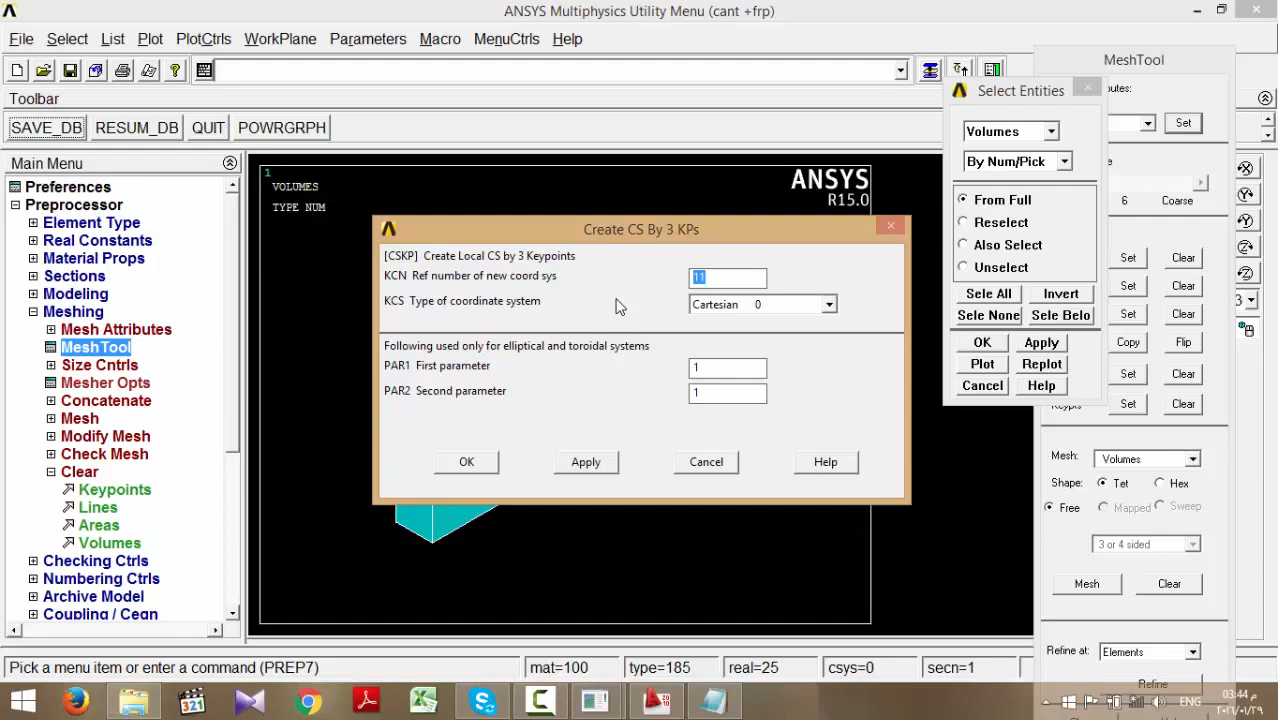 ANSYS Multiphysics Utility Menu (cant +frp)
File Select List Plot PlotCtrls WorkPlane Parameters Macro MenuCtrls Help
MeshTool
Toolbar
SAVE_DB RESUM_DB QUIT POWRGRPH
Main Menu
Preferences
Preprocessor
Element Type
Real Constants
Material Props
Sections
Modeling
Meshing
Mesh Attributes
MeshTool
Size Cntrls
Mesher Opts
Concatenate
Mesh
Modify Mesh
Check Mesh
Clear
Keypoints
Lines
Areas
Volumes
Checking Ctrls
Numbering Ctrls
Archive Model
Coupling / Ceqn
1
VOLUMES
TYPE NUM
ANSYS
R15.0
Create CS By 3 KPs
[CSKP] Create Local CS by 3 Keypoints
KCN Ref number of new coord sys 11
KCS Type of coordinate system Cartesian 0
Following used only for elliptical and toroidal systems
PAR1 First parameter 1
PAR2 Second parameter 1
OK Apply Cancel Help
Select Entities
Volumes
By Num/Pick
From Full
Reselect
Also Select
Unselect
Sele All Invert
Sele None Sele Belo
OK Apply
Plot Replot
Cancel Help
Set
6 Coarse
Set Clear
Set Clear
Set Clear
Copy Flip
Set Clear
Set Clear
3
Mesh: Volumes
Shape: Tet Hex
Free Mapped Sweep
3 or 4 sided
Mesh Clear
Refine at: Elements
Refine
Pick a menu item or enter a command (PREP7) mat=100 type=185 real=25 csys=0 secn=1
321
ENG
03:44 م
٢٠٢٦/٠١/٢٩